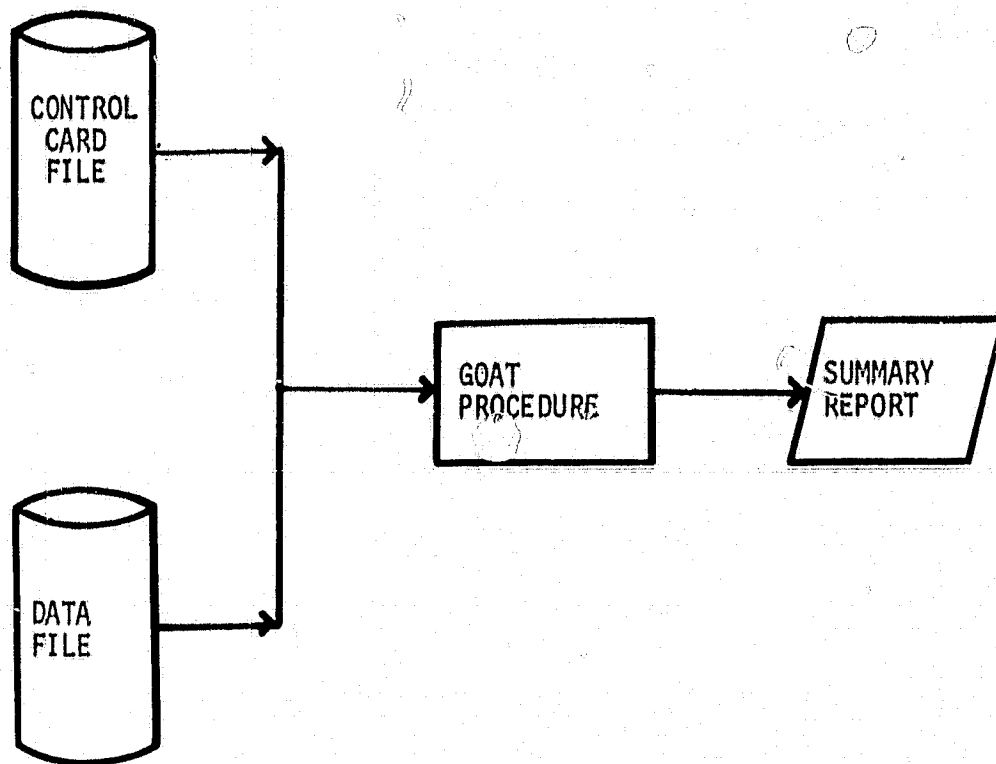 CONTROL
CARD
FILE
GOAT
PROCEDURE
SUMMARY
REPORT
DATA
FILE